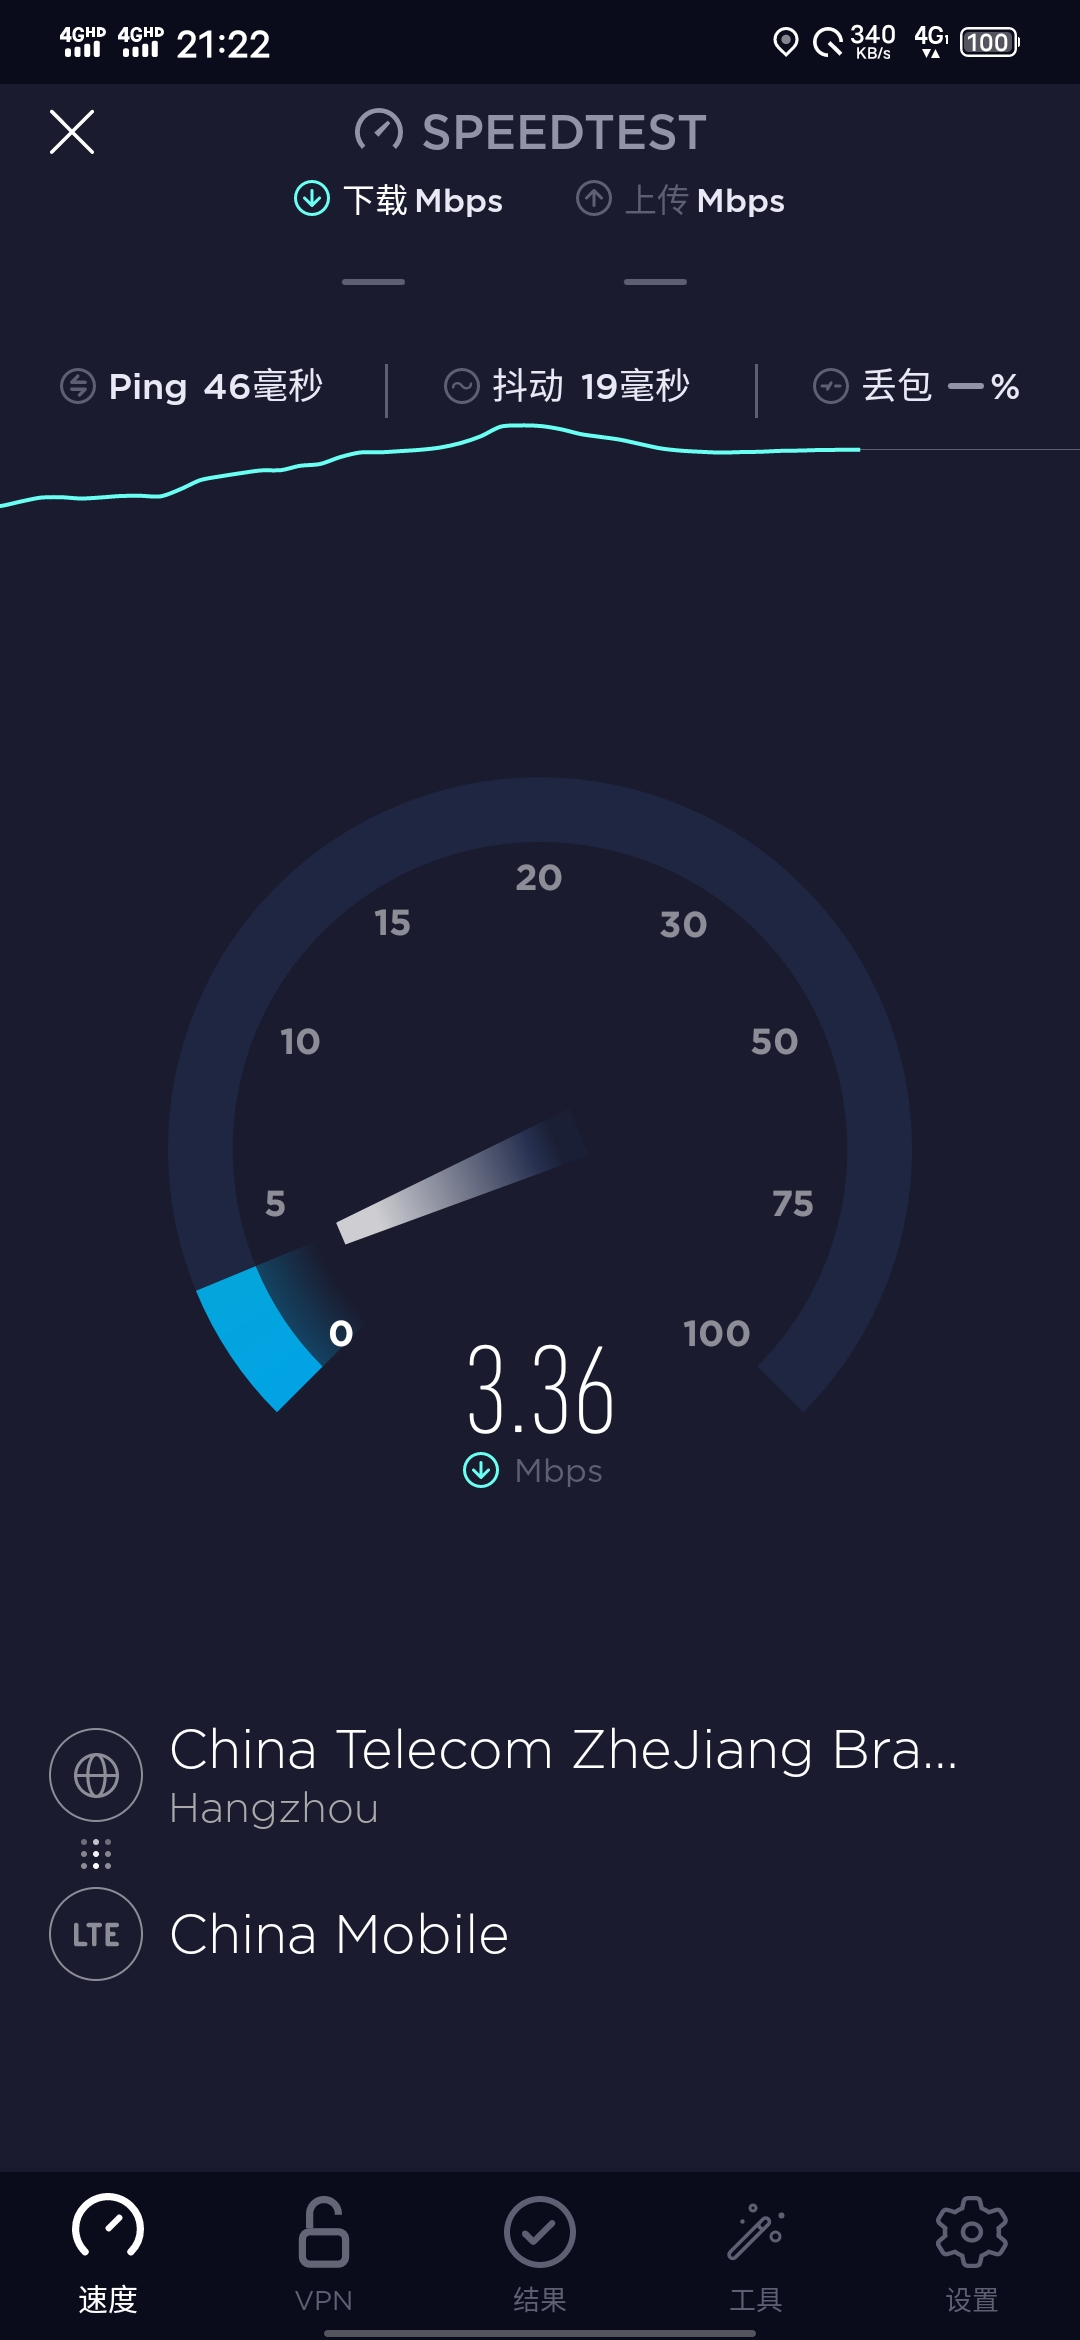 4GHD 4GHD 21:22 340 KB/s 4G 100
SPEEDTEST
下载 Mbps 上传 Mbps
— —
Ping 46毫秒 抖动 19毫秒 丢包 —%
20
15 30
10 50
5 75
0 100
3.36
Mbps
China Telecom ZheJiang Bra...
Hangzhou
LTE China Mobile
速度 VPN 结果 工具 设置